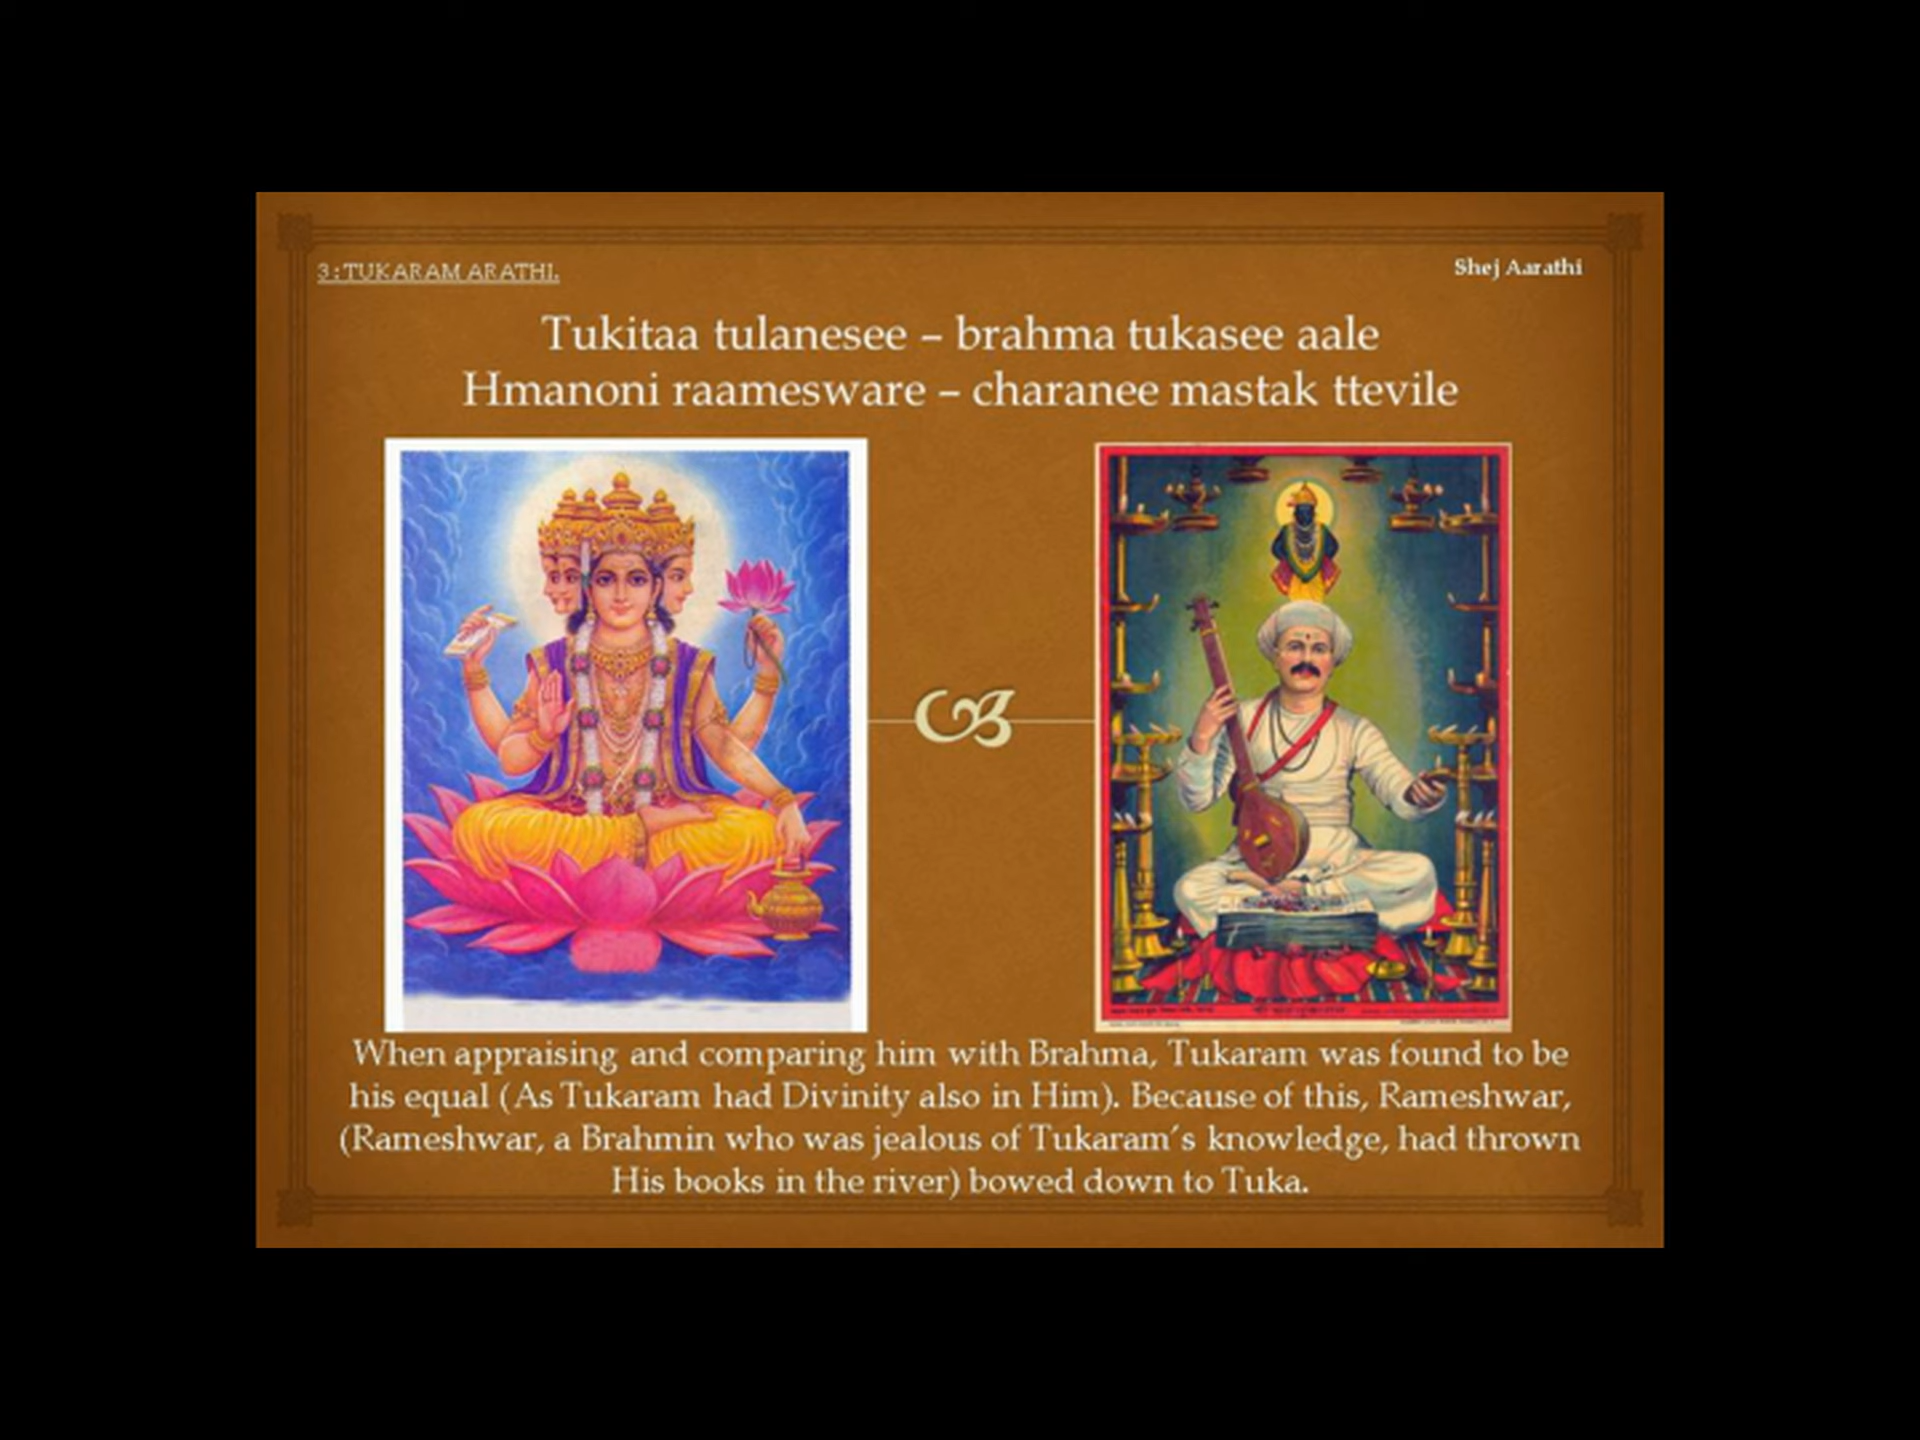 3:TUKARAM ARATHI.
Shej Aarathi
Tukitaa tulanesee – brahma tukasee aale
Hmanoni raamesware – charanee mastak ttevile
When appraising and comparing him with Brahma, Tukaram was found to be
his equal (As Tukaram had Divinity also in Him). Because of this, Rameshwar,
(Rameshwar, a Brahmin who was jealous of Tukaram's knowledge, had thrown
His books in the river) bowed down to Tuka.